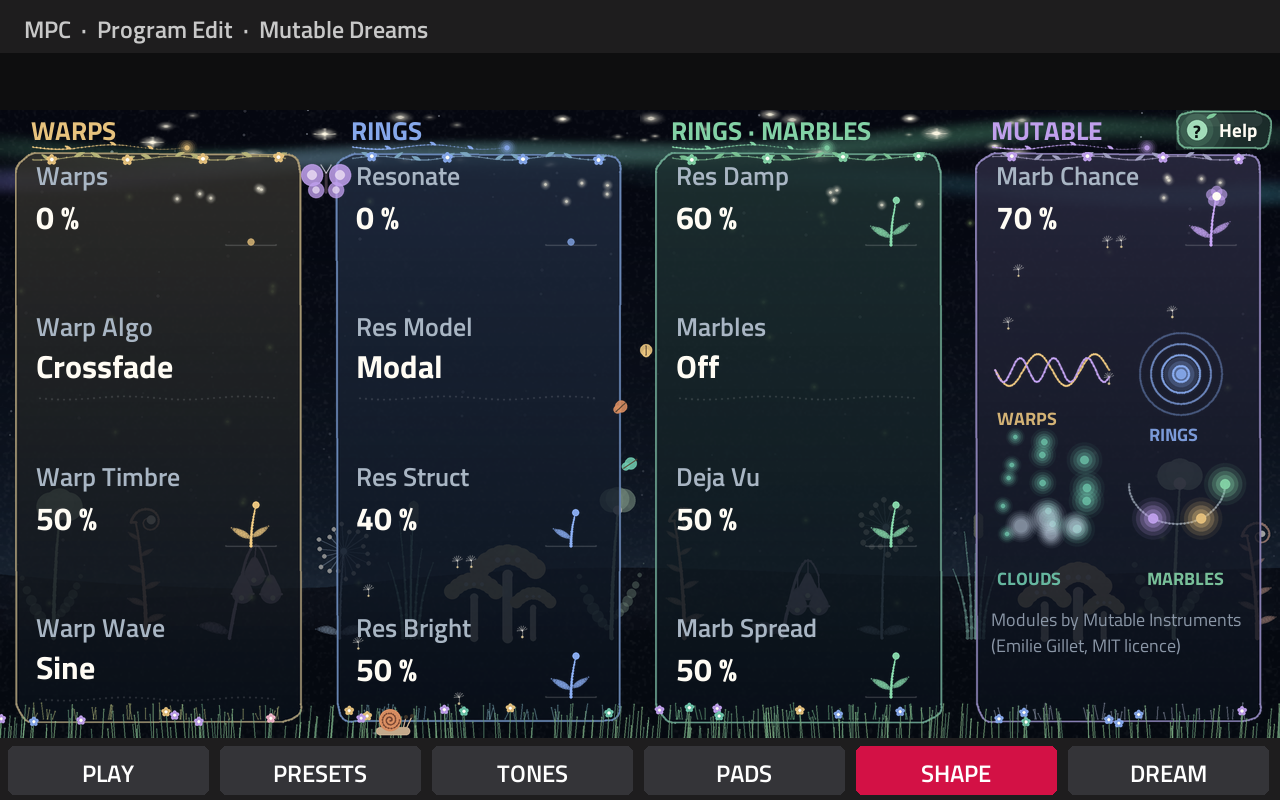 MPC · Program Edit · Mutable Dreams
WARPS
RINGS
RINGS · MARBLES
MUTABLE
? Help
Warps
0 %
Resonate
0 %
Res Damp
60 %
Marb Chance
70 %
Warp Algo
Crossfade
Res Model
Modal
Marbles
Off
WARPS
RINGS
Warp Timbre
50 %
Res Struct
40 %
Deja Vu
50 %
CLOUDS
MARBLES
Warp Wave
Sine
Res Bright
50 %
Marb Spread
50 %
Modules by Mutable Instruments
(Emilie Gillet, MIT licence)
PLAY
PRESETS
TONES
PADS
SHAPE
DREAM